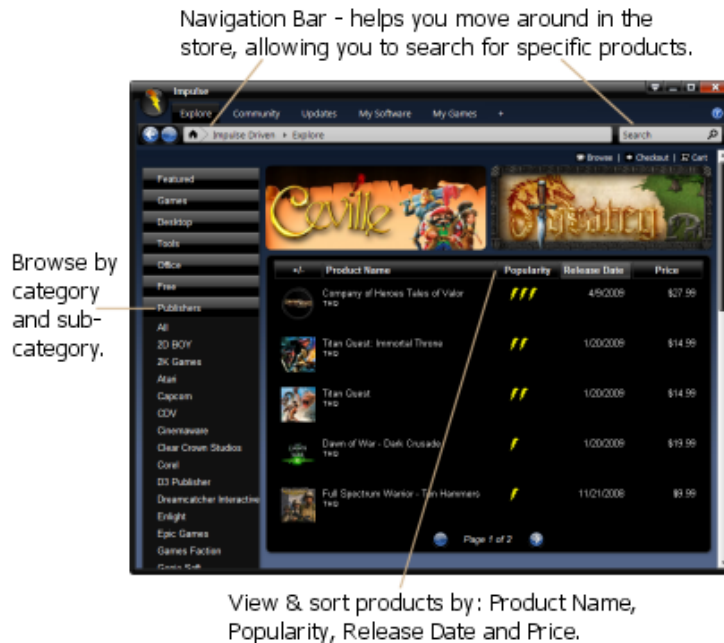 Navigation Bar - helps you move around in the
store, allowing you to search for specific products.
Impulse
Explore Community Updates My Software My Games +
Impulse Driven Explore Search
Browse | Checkout | Cart
Featured
Games
Desktop
Tools
Office
Free
Publishers
All
2D BOY
2K Games
Atari
Capcom
CDV
Cinemaware
Clear Crown Studios
Corel
D3 Publisher
Dreamcatcher Interactive
Enlight
Epic Games
Games Faction
Ceville
+/- Product Name Popularity Release Date Price
Company of Heroes Tales of Valor 4/9/2009 $27.99
THQ
Titan Quest: Immortal Throne 1/20/2009 $14.99
THQ
Titan Quest 1/20/2009 $14.99
THQ
Dawn of War - Dark Crusade 1/20/2009 $19.99
THQ
Full Spectrum Warrior - Ten Hammers 11/21/2008 $9.99
THQ
Page 1 of 2
Browse by
category
and sub-
category.
View & sort products by: Product Name,
Popularity, Release Date and Price.